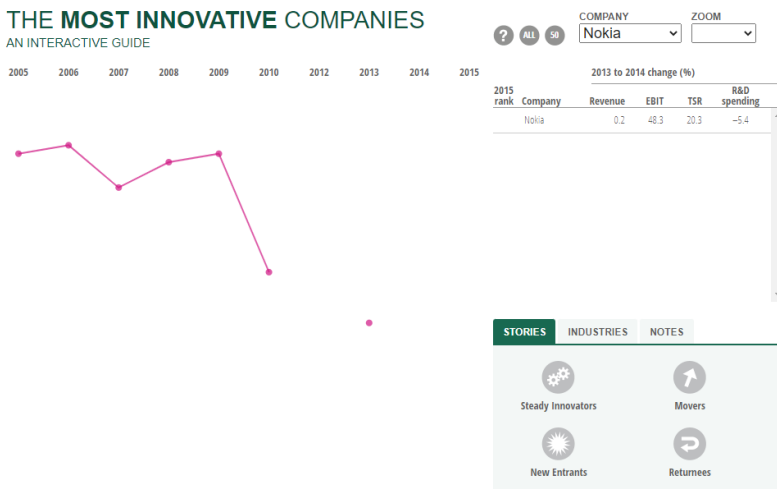 THE MOST INNOVATIVE COMPANIES
AN INTERACTIVE GUIDE
? ALL 50
COMPANY
Nokia
ZOOM
2005 2006 2007 2008 2009 2010 2012 2013 2014 2015
2013 to 2014 change (%)
2015 rank Company Revenue EBIT TSR R&D spending
Nokia 0.2 48.3 20.3 –5.4
STORIES INDUSTRIES NOTES
Steady Innovators Movers
New Entrants Returnees